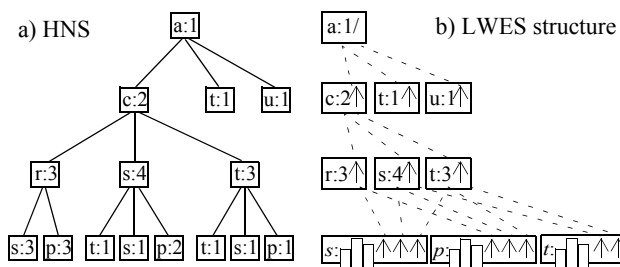 a) HNS
a:1
c:2 t:1 u:1
r:3 s:4 t:3
s:3 p:3 t:1 s:1 p:2 t:1 s:1 p:1
b) LWES structure
a:1/
c:2 t:1 u:1
r:3 s:4 t:3
s: p: t: